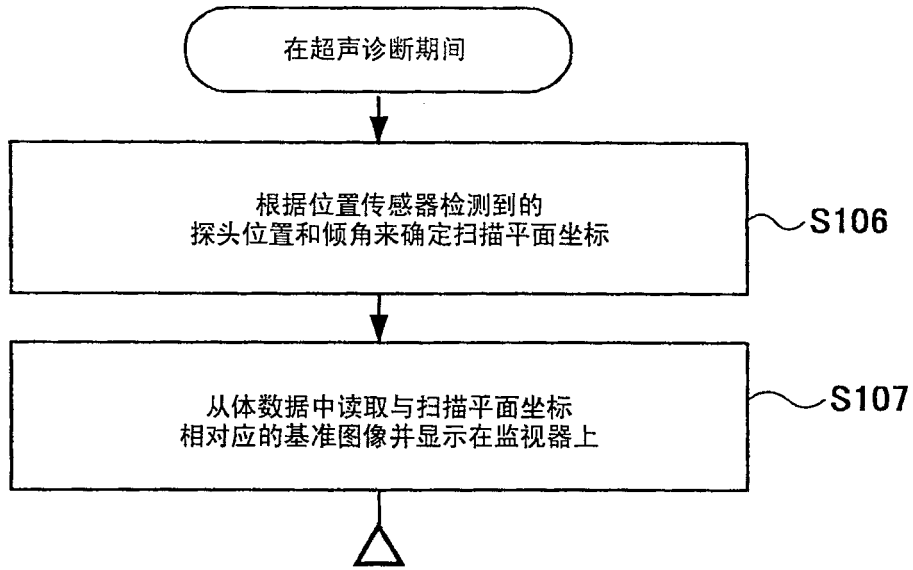 在超声诊断期间
根据位置传感器检测到的
探头位置和倾角来确定扫描平面坐标
S106
从体数据中读取与扫描平面坐标
相对应的基准图像并显示在监视器上
S107